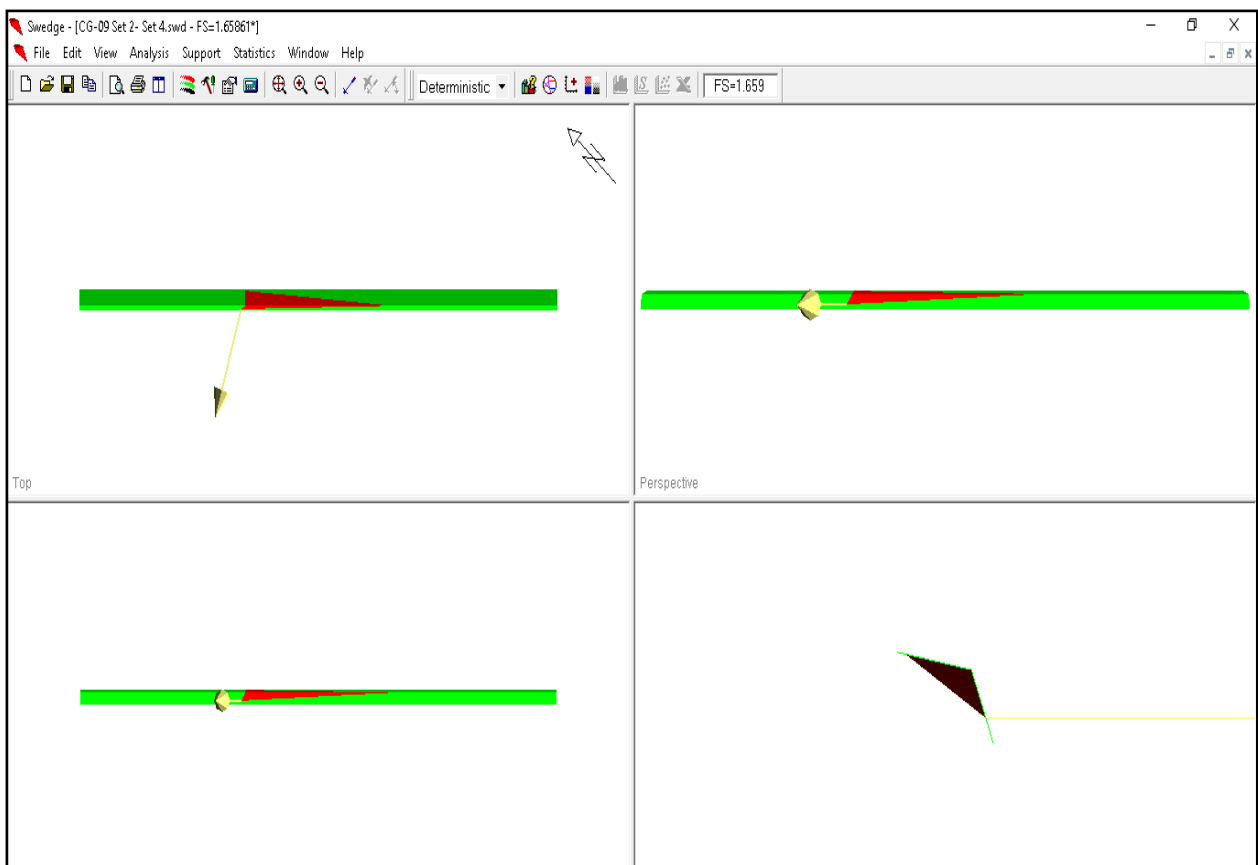 Swedge - [CG-09 Set 2- Set 4.swd - FS=1.65861*]
File Edit View Analysis Support Statistics Window Help
Deterministic FS=1.659
N
Top
Perspective